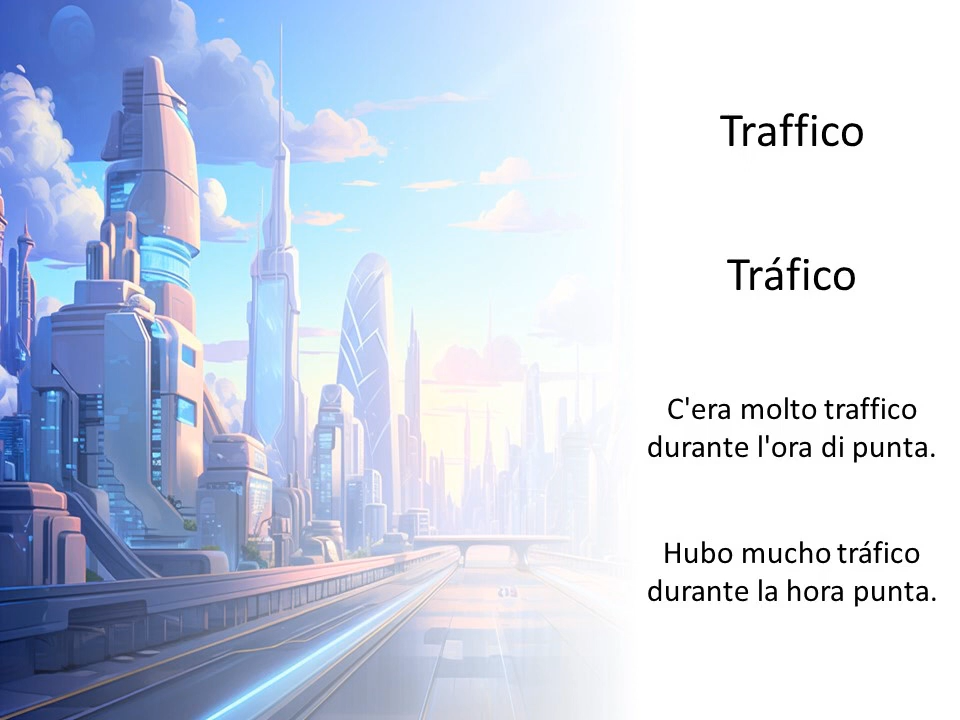 Traffico
Tráfico
C'era molto traffico
durante l'ora di punta.
Hubo mucho tráfico
durante la hora punta.